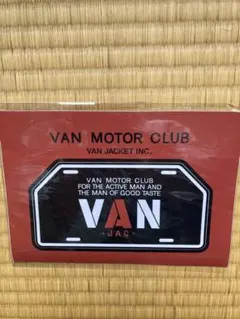 VAN MOTOR CLUB
VAN JACKET INC.
VAN MOTOR CLUB
FOR THE ACTIVE MAN AND
THE MAN OF GOOD TASTE
VAN
-JAC-